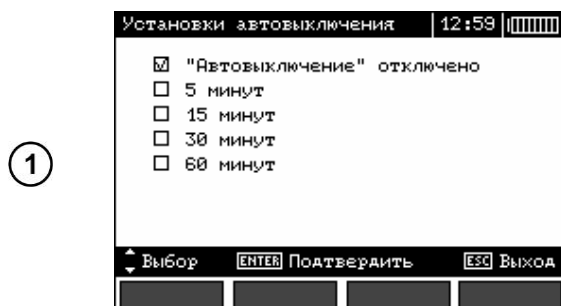 Установки автовыключения 12:59
"Автовыключение" отключено
5 минут
15 минут
30 минут
60 минут
1
Выбор ENTER Подтвердить ESC Выход